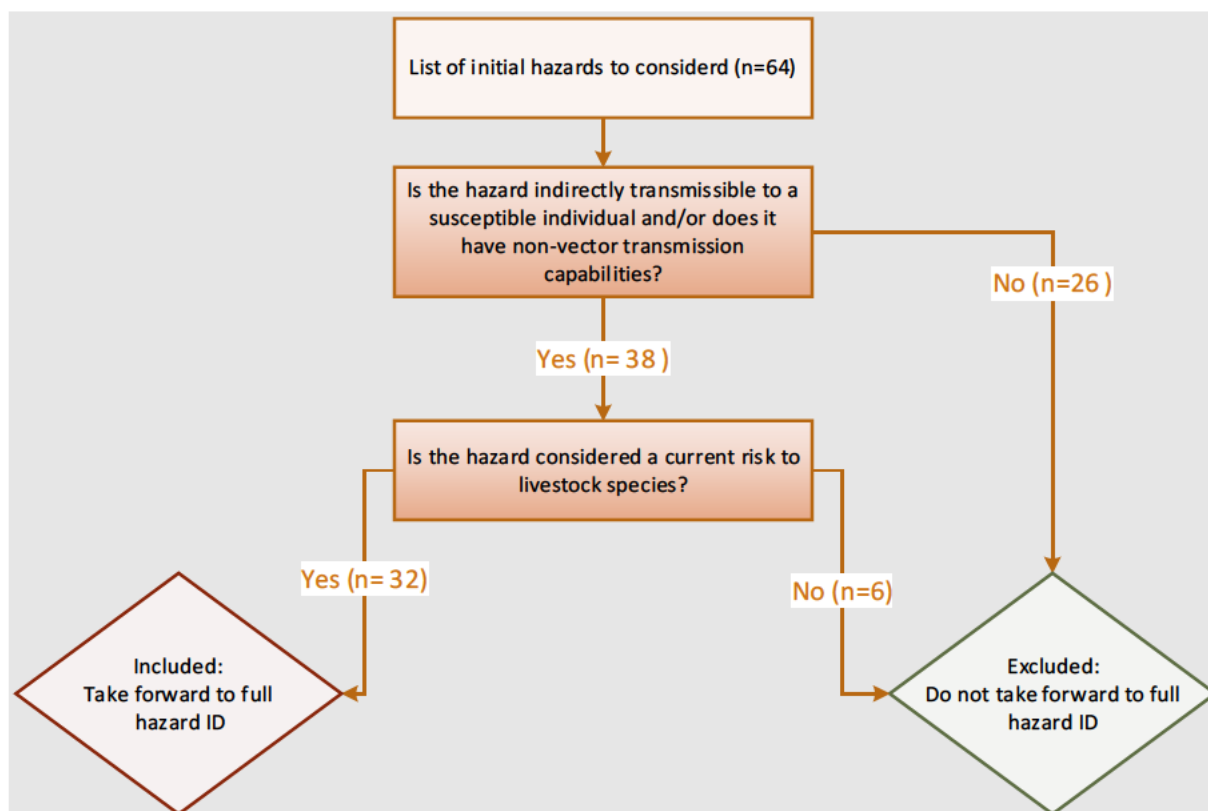 List of initial hazards to considerd (n=64)
Is the hazard indirectly transmissible to a
susceptible individual and/or does it
have non-vector transmission
capabilities?
No (n=26 )
Yes (n= 38 )
Is the hazard considered a current risk to
livestock species?
Yes (n= 32)
No (n=6)
Included:
Take forward to full
hazard ID
Excluded:
Do not take forward to full
hazard ID